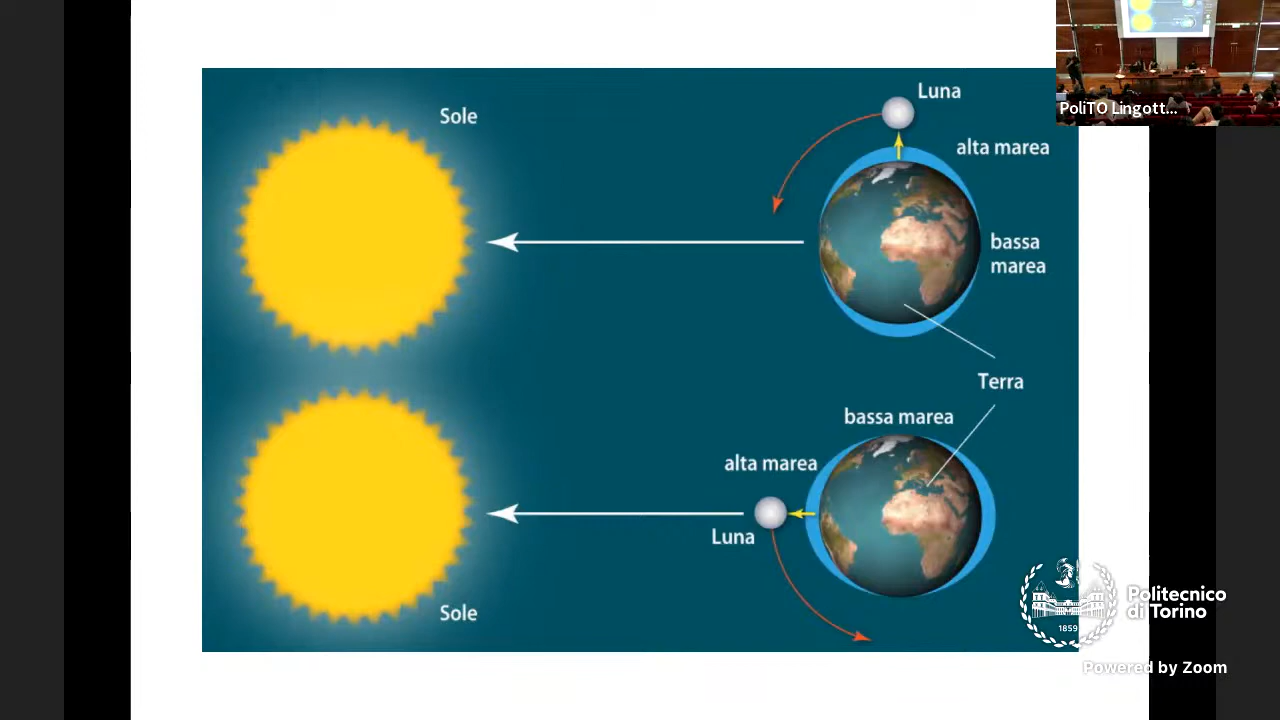 Sole
Luna
alta marea
bassa
marea
Terra
bassa marea
alta marea
Luna
Sole
PoliTO Lingott...
1859
Politecnico
di Torino
Powered by Zoom